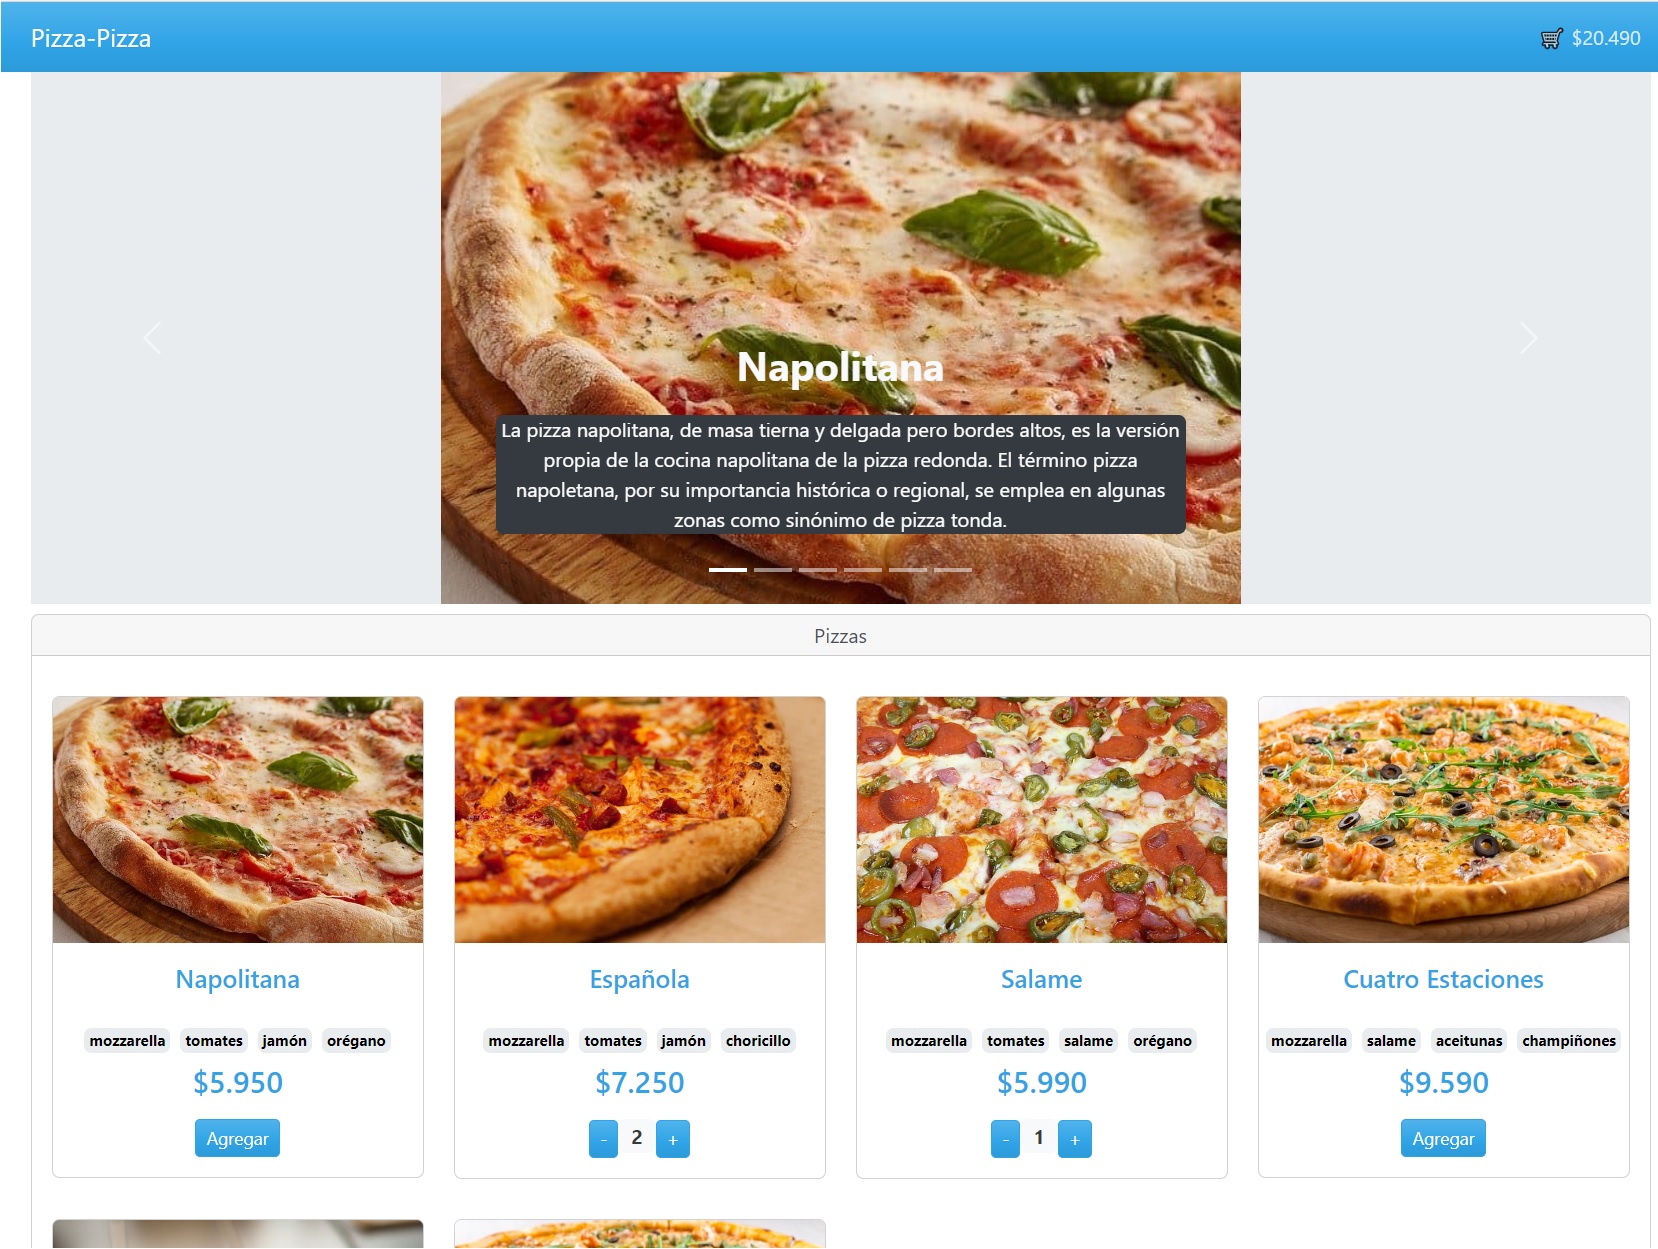 Pizza-Pizza
$20.490
Napolitana
La pizza napolitana, de masa tierna y delgada pero bordes altos, es la versión
propia de la cocina napolitana de la pizza redonda. El término pizza
napoletana, por su importancia histórica o regional, se emplea en algunas
zonas como sinónimo de pizza tonda.
Pizzas
Napolitana
mozzarella tomates jamón orégano
$5.950
Agregar
Española
mozzarella tomates jamón choricillo
$7.250
- 2 +
Salame
mozzarella tomates salame orégano
$5.990
- 1 +
Cuatro Estaciones
mozzarella salame aceitunas champiñones
$9.590
Agregar